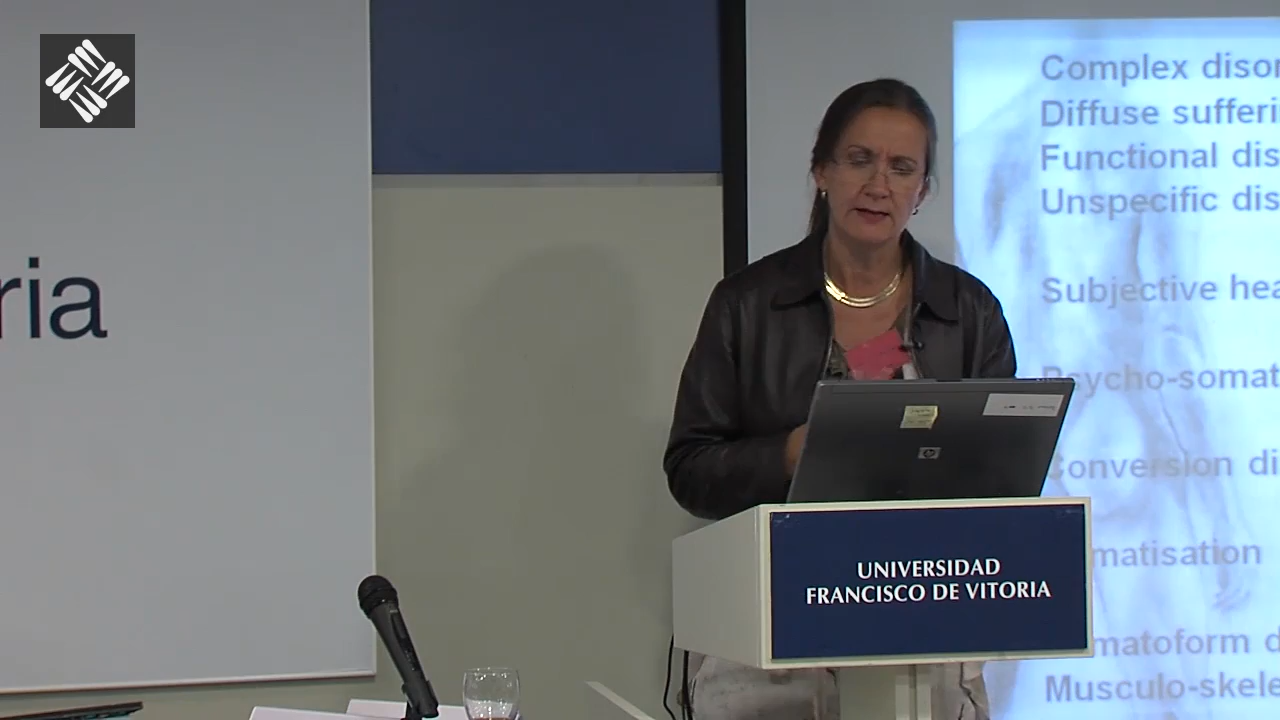 ria
Complex disor
Diffuse sufferi
Functional dis
Unspecific dis
Subjective hea
Psycho-somat
Conversion di
matisation
matoform d
Musculo-skele
hp
UNIVERSIDAD
FRANCISCO DE VITORIA